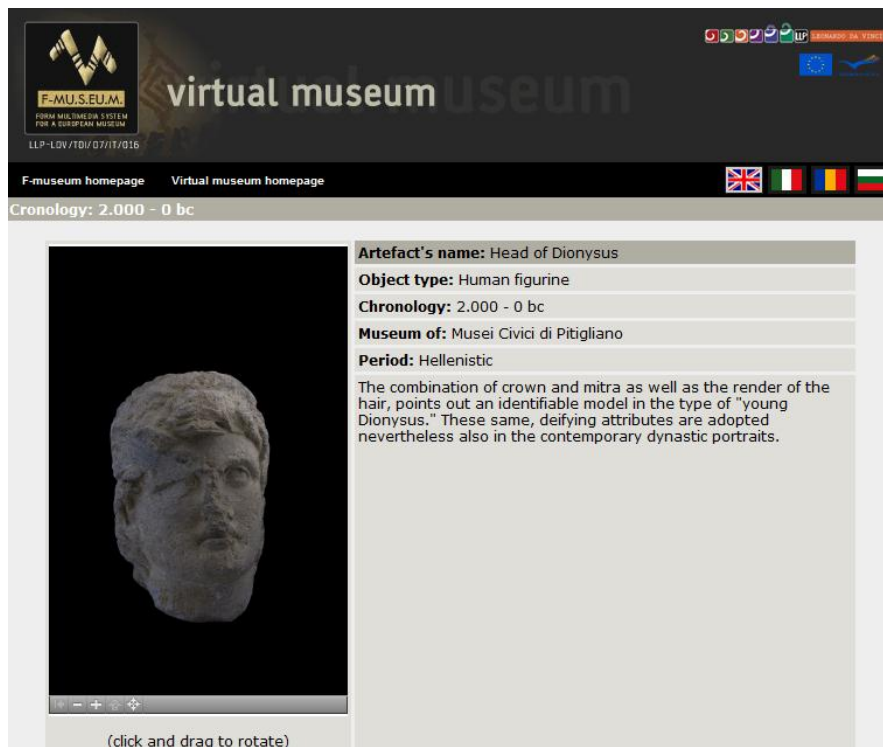 F-MU.S.EU.M.
FORM MULTIMEDIA SYSTEM
FOR A EUROPEAN MUSEUM
LLP-LDV/TOI/07/IT/016
virtual museum
museum
LLP LEONARDO DA VINCI
F-museum homepage Virtual museum homepage
Cronology: 2.000 - 0 bc
Artefact's name: Head of Dionysus
Object type: Human figurine
Chronology: 2.000 - 0 bc
Museum of: Musei Civici di Pitigliano
Period: Hellenistic
The combination of crown and mitra as well as the render of the
hair, points out an identifiable model in the type of "young
Dionysus." These same, deifying attributes are adopted
nevertheless also in the contemporary dynastic portraits.
(click and drag to rotate)